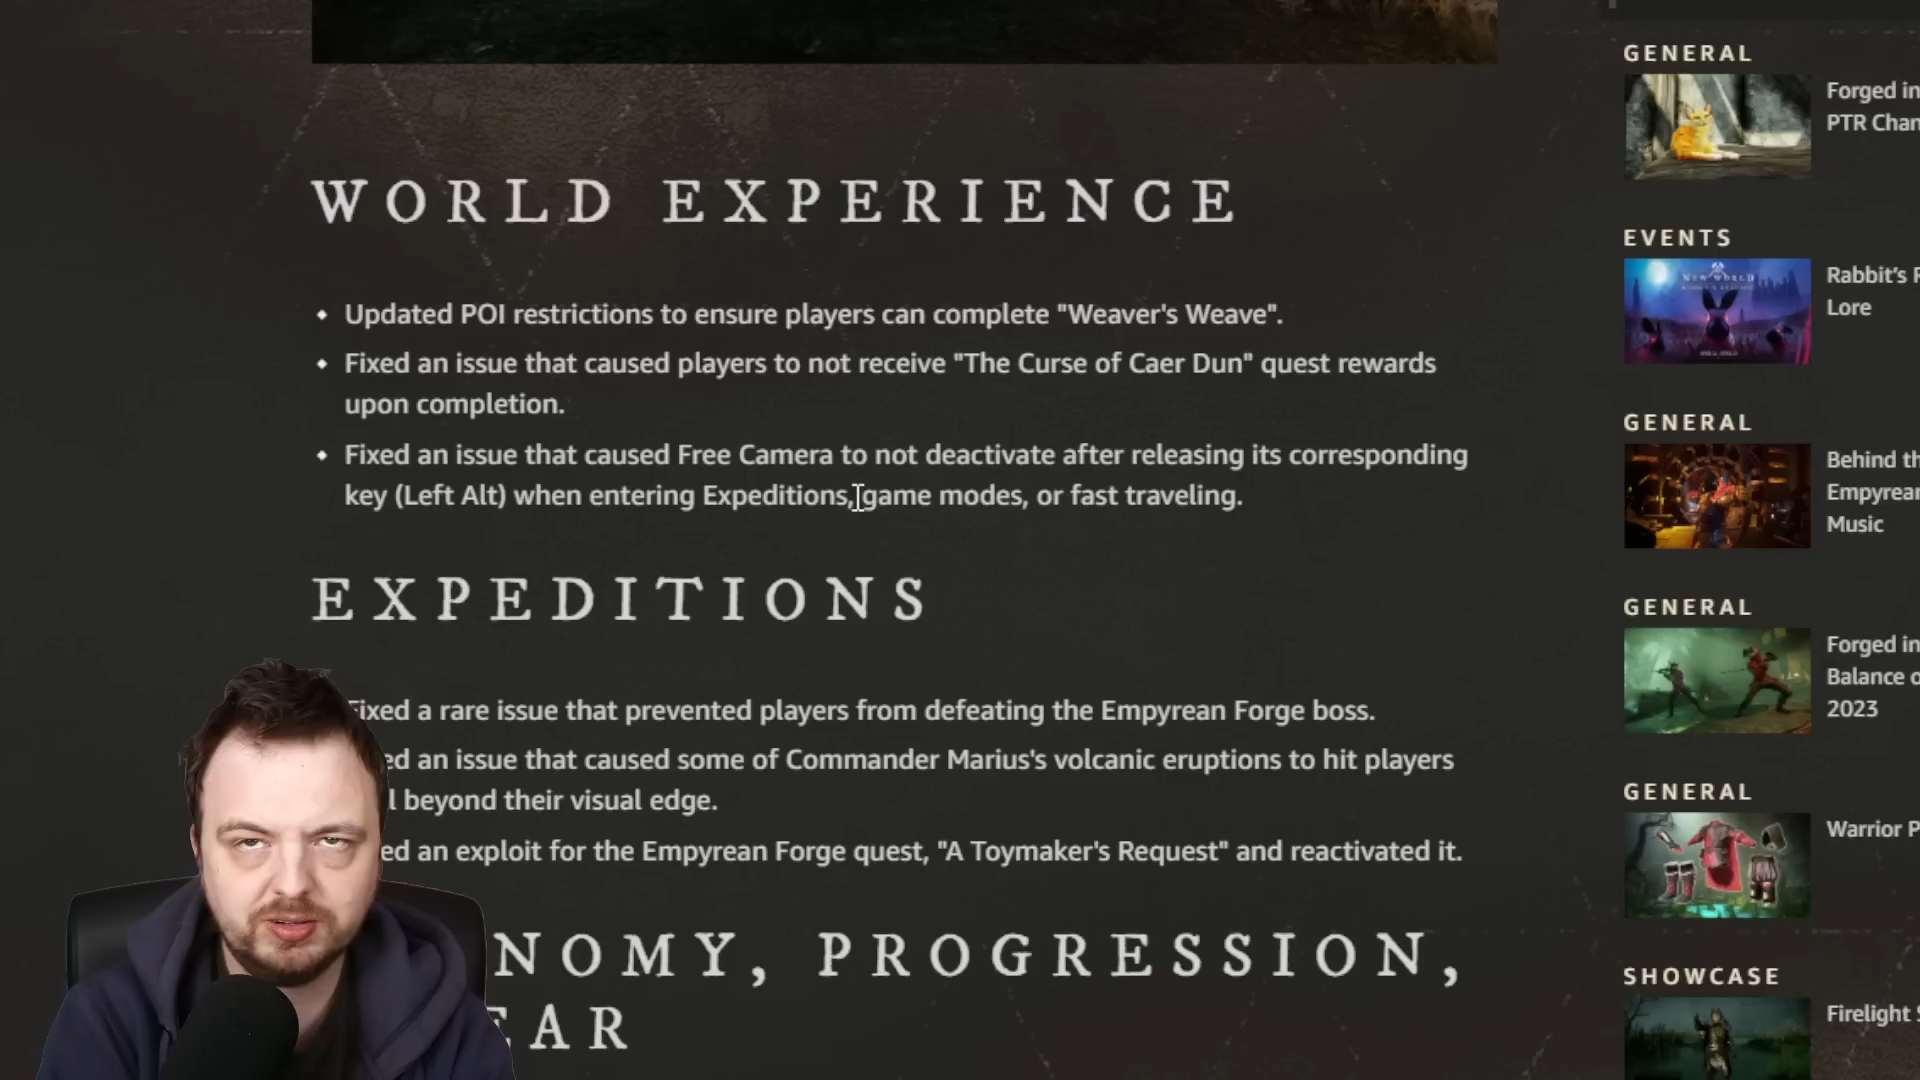 WORLD EXPERIENCE
Updated POI restrictions to ensure players can complete "Weaver's Weave".
Fixed an issue that caused players to not receive "The Curse of Caer Dun" quest rewards
upon completion.
Fixed an issue that caused Free Camera to not deactivate after releasing its corresponding
key (Left Alt) when entering Expeditions, game modes, or fast traveling.
EXPEDITIONS
Fixed a rare issue that prevented players from defeating the Empyrean Forge boss.
ed an issue that caused some of Commander Marius's volcanic eruptions to hit players
l beyond their visual edge.
ed an exploit for the Empyrean Forge quest, "A Toymaker's Request" and reactivated it.
NOMY, PROGRESSION,
EAR
GENERAL
Forged in
PTR Chan
EVENTS
NEW WORLD
Rabbit's R
Lore
GENERAL
Behind th
Empyrean
Music
GENERAL
Forged in
Balance o
2023
GENERAL
Warrior P
SHOWCASE
Firelight S